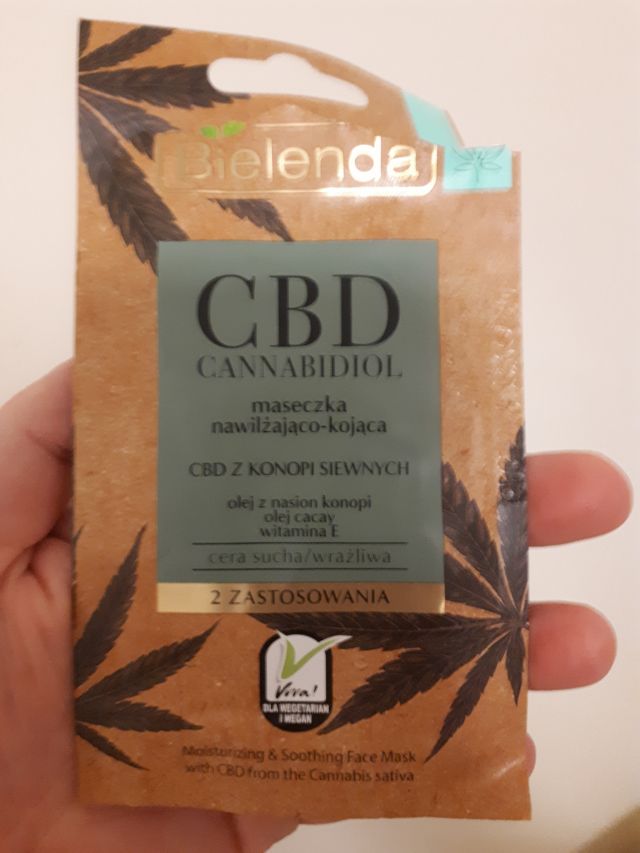 Bielenda
CBD
CANNABIDIOL
maseczka
nawilżająco-kojąca
CBD Z KONOPI SIEWNYCH
olej z nasion konopi
olej cacay
witamina E
cera sucha/wrażliwa
2 ZASTOSOWANIA
Viva!
DLA WEGETARIAN
I WEGAN
Moisturizing & Soothing Face Mask
with CBD from the Cannabis sativa